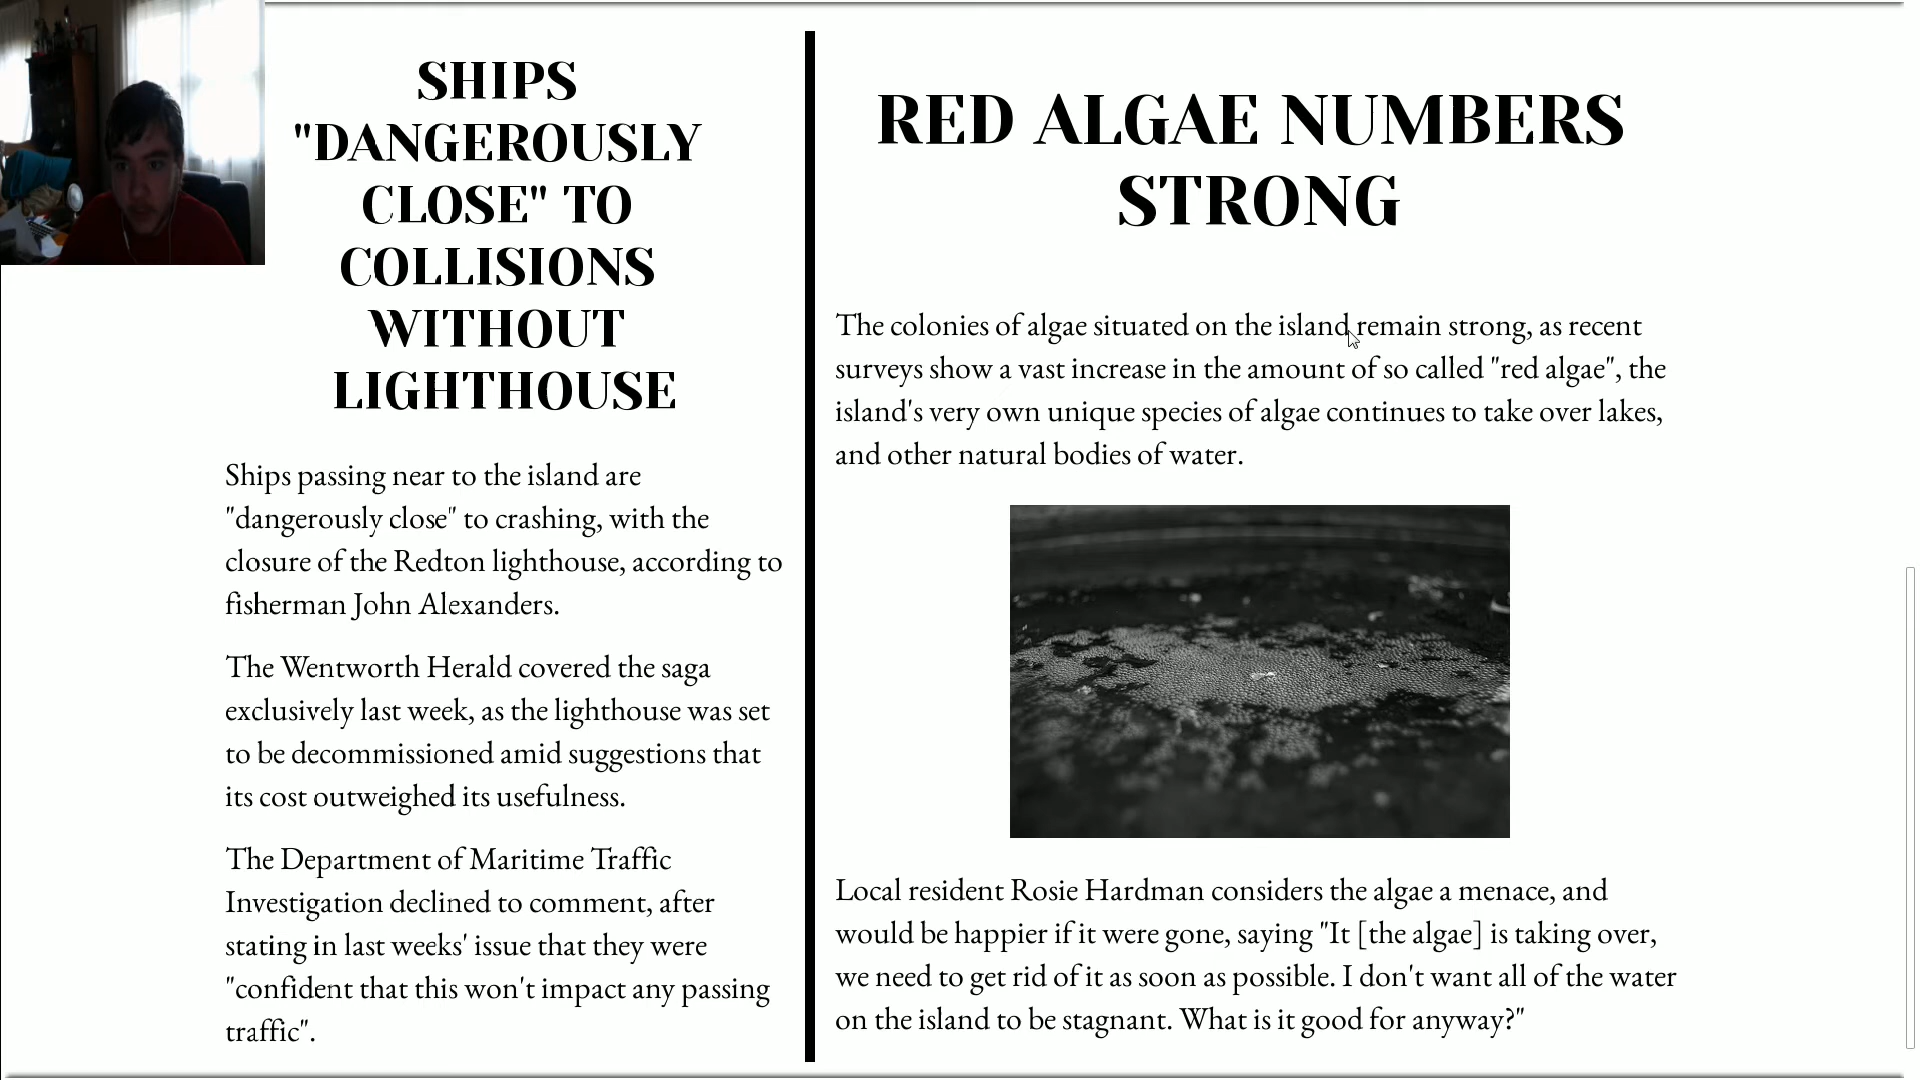 SHIPS
"DANGEROUSLY
CLOSE" TO
COLLISIONS
WITHOUT
LIGHTHOUSE
Ships passing near to the island are
"dangerously close" to crashing, with the
closure of the Redton lighthouse, according to
fisherman John Alexanders.
The Wentworth Herald covered the saga
exclusively last week, as the lighthouse was set
to be decommissioned amid suggestions that
its cost outweighed its usefulness.
The Department of Maritime Traffic
Investigation declined to comment, after
stating in last weeks' issue that they were
"confident that this won't impact any passing
traffic".
RED ALGAE NUMBERS
STRONG
The colonies of algae situated on the island remain strong, as recent
surveys show a vast increase in the amount of so called "red algae", the
island's very own unique species of algae continues to take over lakes,
and other natural bodies of water.
Local resident Rosie Hardman considers the algae a menace, and
would be happier if it were gone, saying "It [the algae] is taking over,
we need to get rid of it as soon as possible. I don't want all of the water
on the island to be stagnant. What is it good for anyway?"